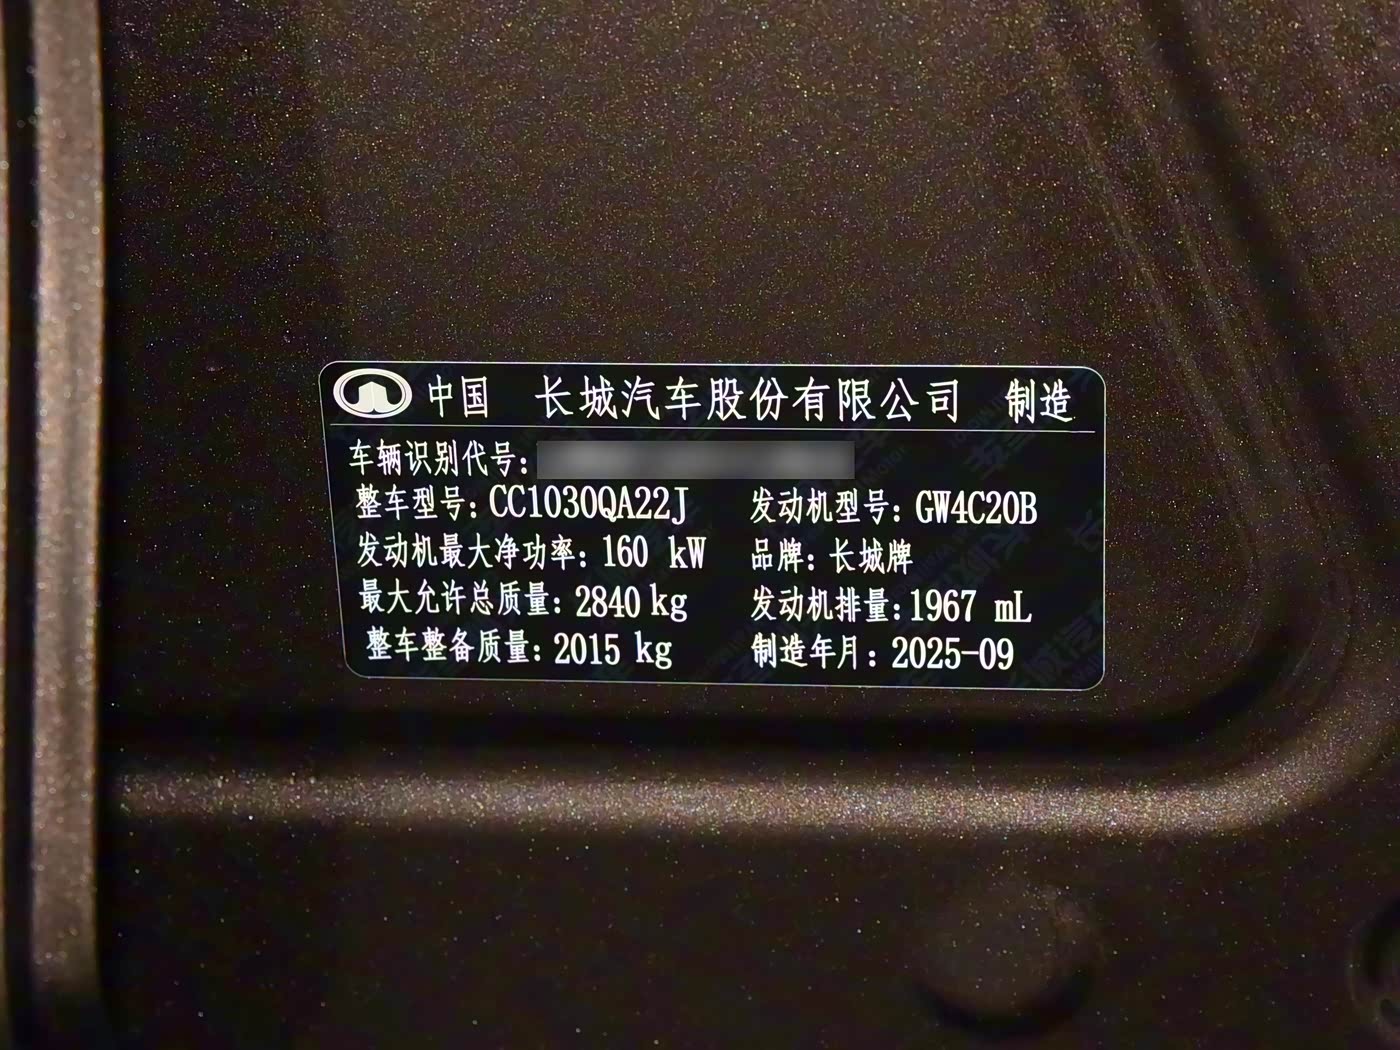 中国 长城汽车股份有限公司 制造
车辆识别代号：
整车型号：CC1030QA22J 发动机型号：GW4C20B
发动机最大净功率：160 kW 品牌：长城牌
最大允许总质量：2840 kg 发动机排量：1967 mL
整车整备质量：2015 kg 制造年月：2025-09